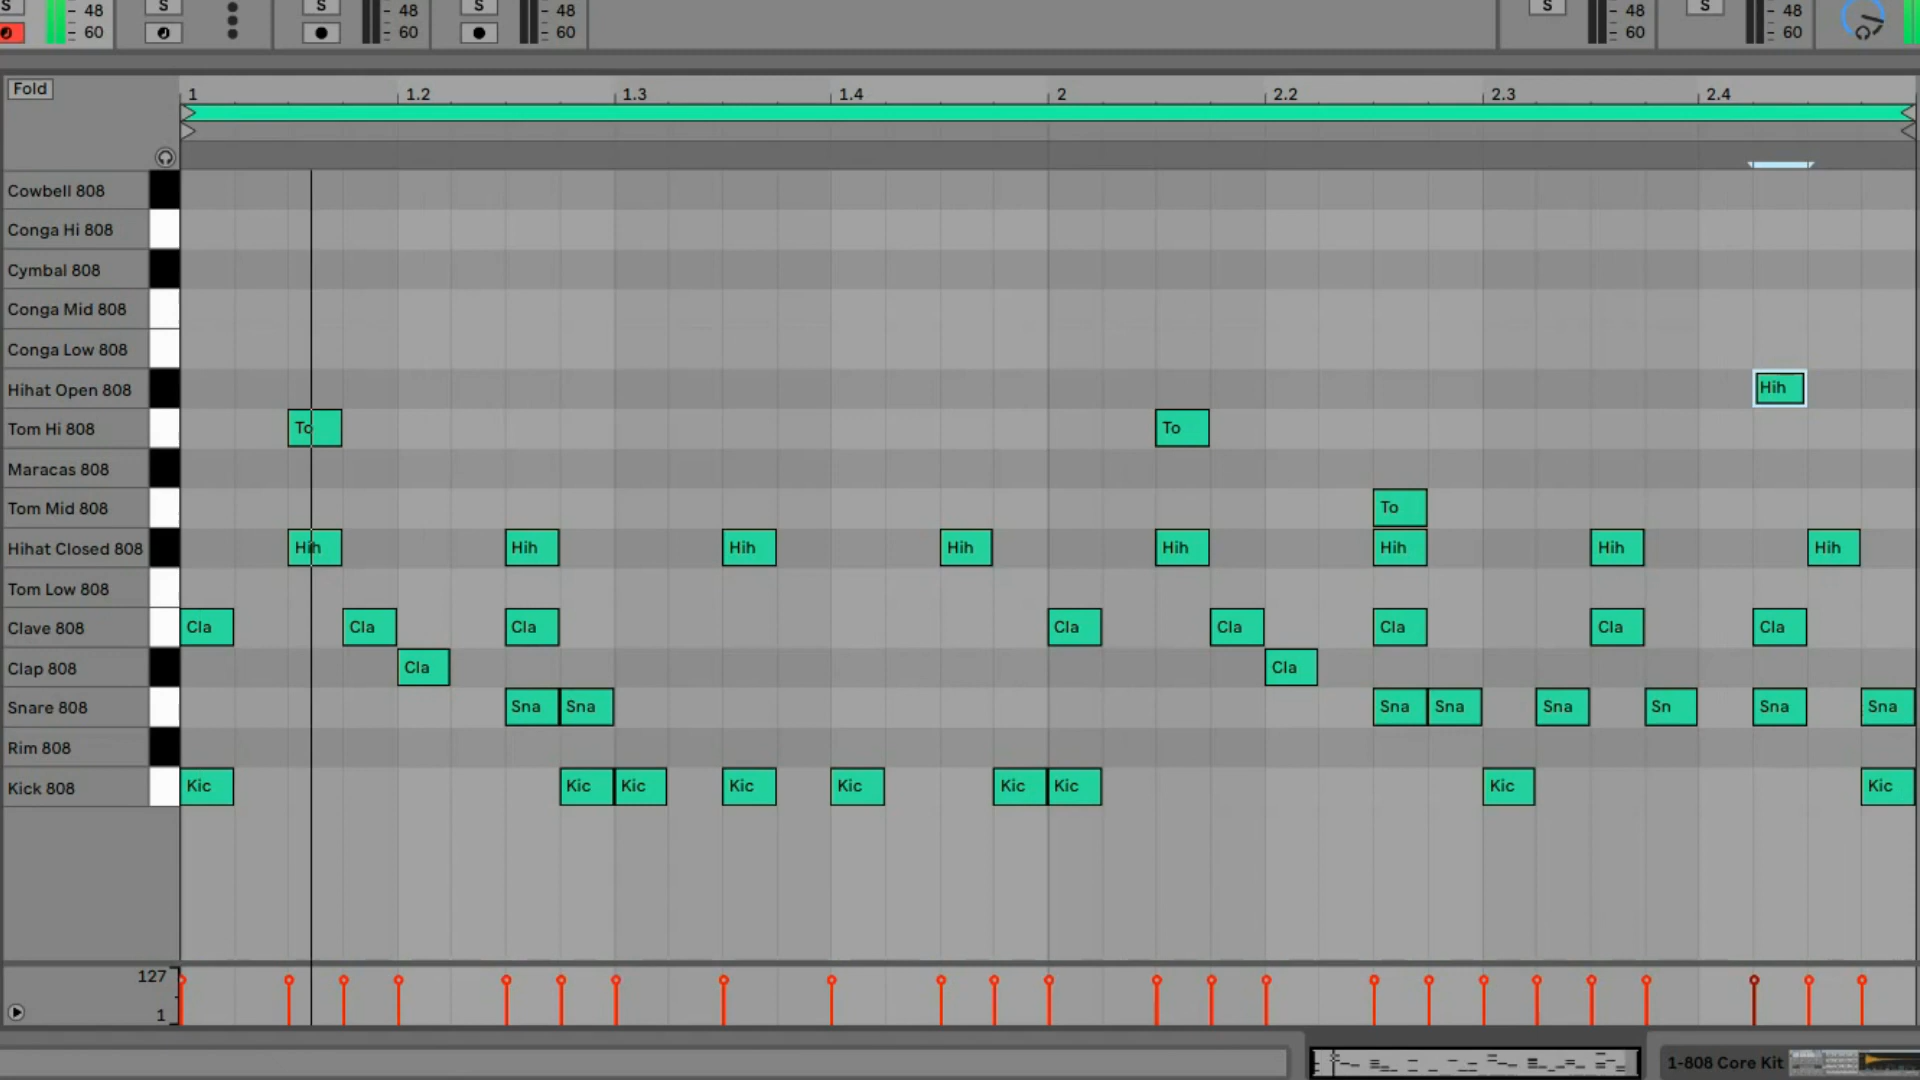 S 48 S S 48 S 48 S 48 S 48
60 60 60 60 60
Fold
1 1.2 1.3 1.4 2 2.2 2.3 2.4
Cowbell 808
Conga Hi 808
Cymbal 808
Conga Mid 808
Conga Low 808
Hihat Open 808 Hih
Tom Hi 808 To To
Maracas 808
Tom Mid 808 To
Hihat Closed 808 Hih Hih Hih Hih Hih Hih Hih Hih
Tom Low 808
Clave 808 Cla Cla Cla Cla Cla Cla Cla Cla
Clap 808 Cla Cla
Snare 808 Sna Sna Sna Sna Sna Sn Sna Sna
Rim 808
Kick 808 Kic Kic Kic Kic Kic Kic Kic Kic Kic
127
1
1-808 Core Kit